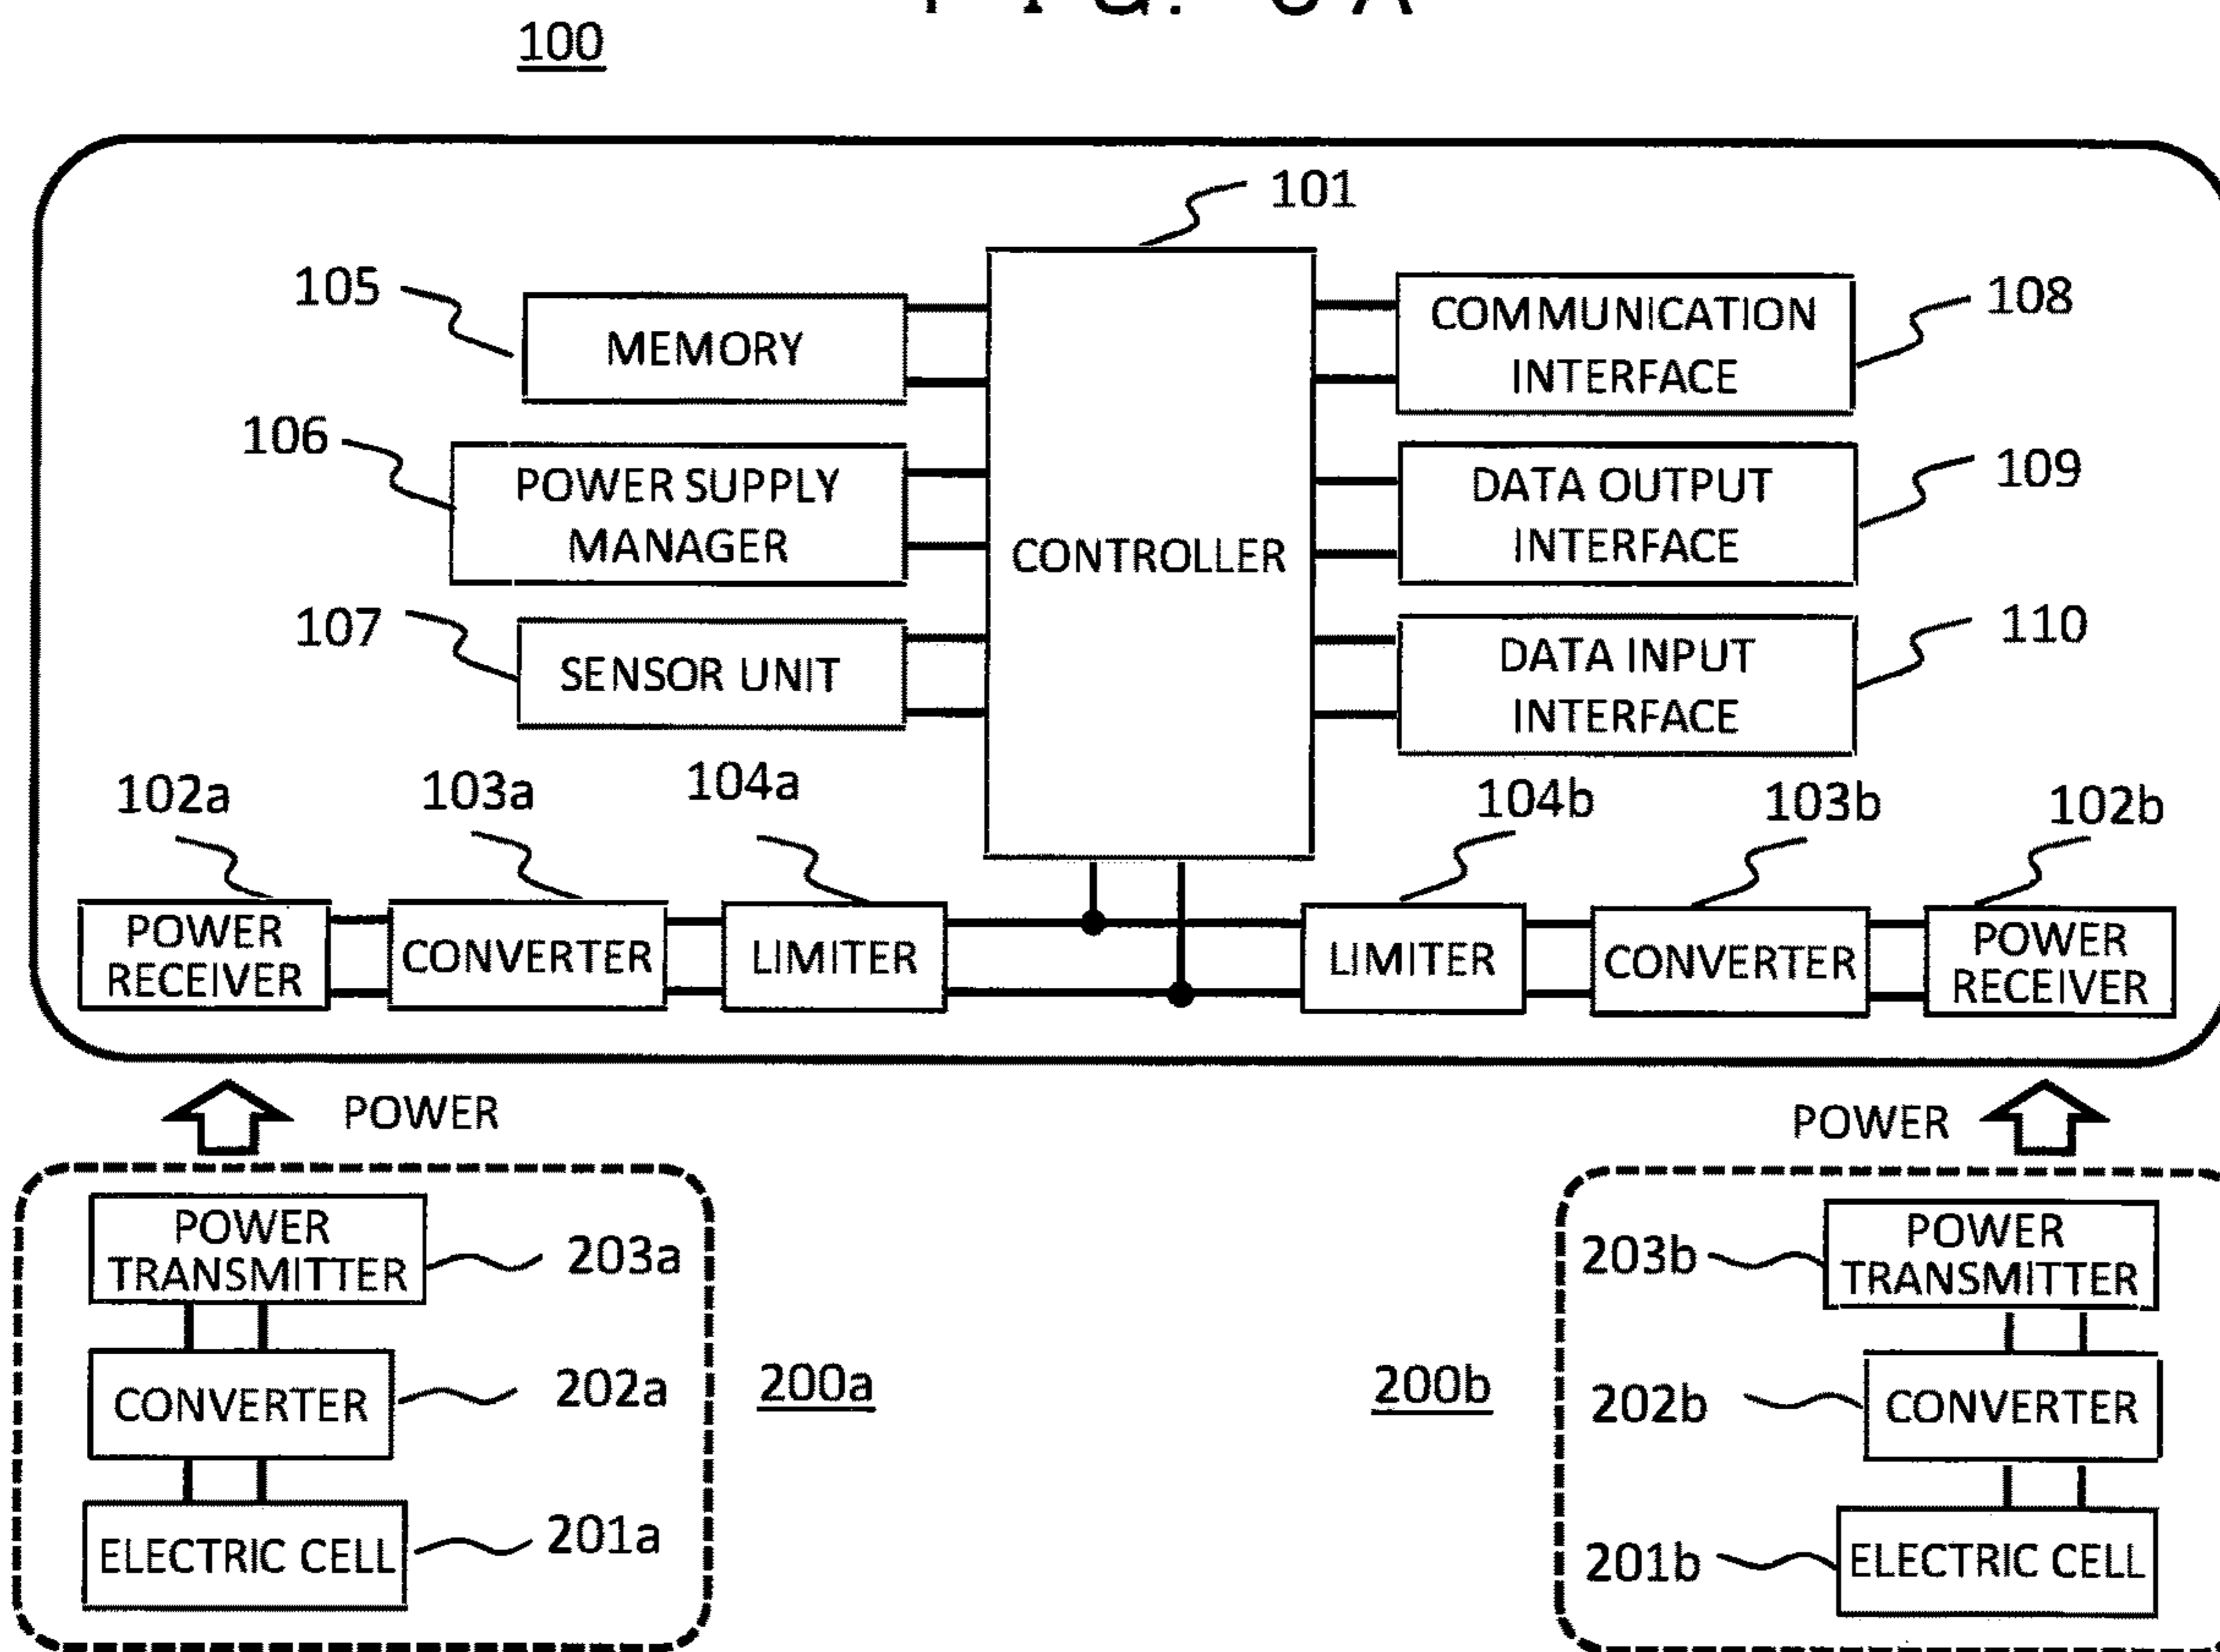 100
101
105
MEMORY
COMMUNICATION
INTERFACE
108
106
POWER SUPPLY
MANAGER
CONTROLLER
DATA OUTPUT
INTERFACE
109
107
SENSOR UNIT
DATA INPUT
INTERFACE
110
102a
103a
104a
104b
103b
102b
POWER
RECEIVER
CONVERTER
LIMITER
LIMITER
CONVERTER
POWER
RECEIVER
POWER
POWER
POWER
TRANSMITTER
203a
202a
CONVERTER
ELECTRIC CELL
201a
200a
200b
203b
POWER
TRANSMITTER
202b
CONVERTER
201b
ELECTRIC CELL